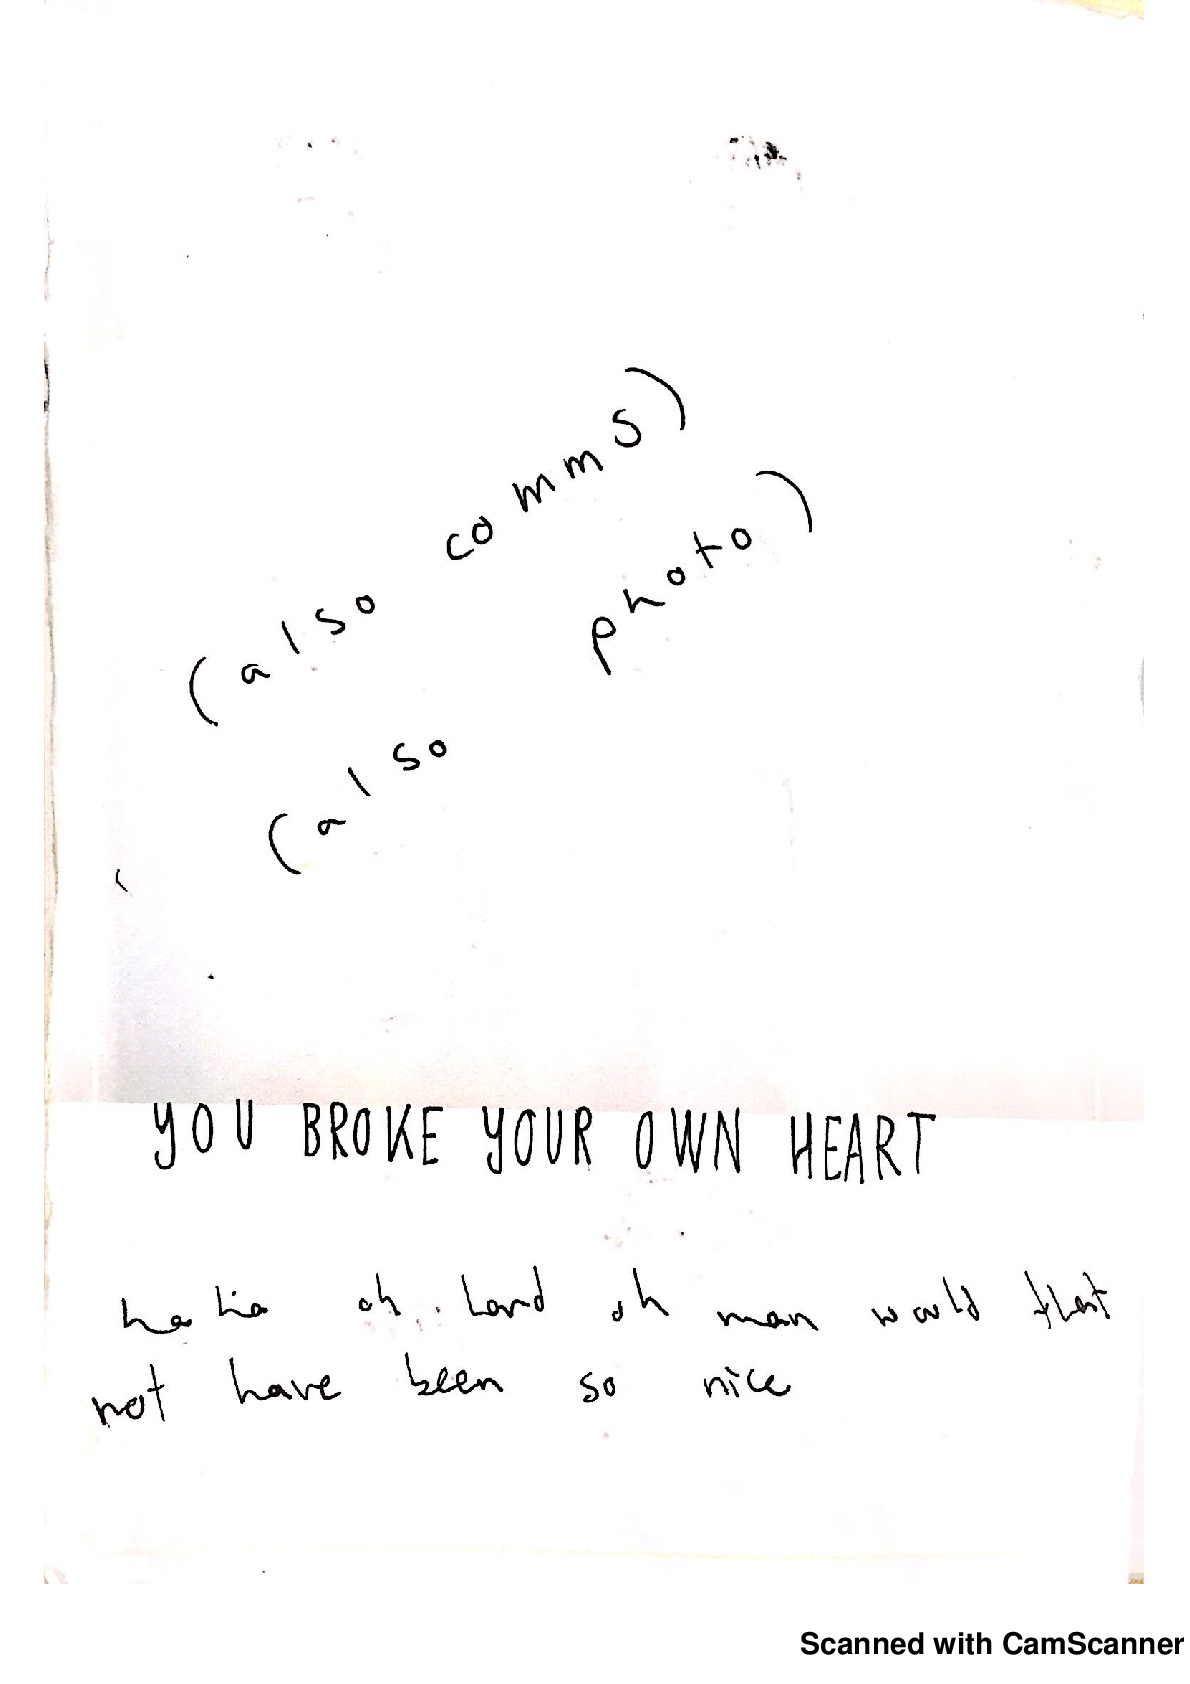 (also comms)
(also photo)
YOU BROKE YOUR OWN HEART
ha ha oh lord oh man would that
not have been so nice
Scanned with CamScanner